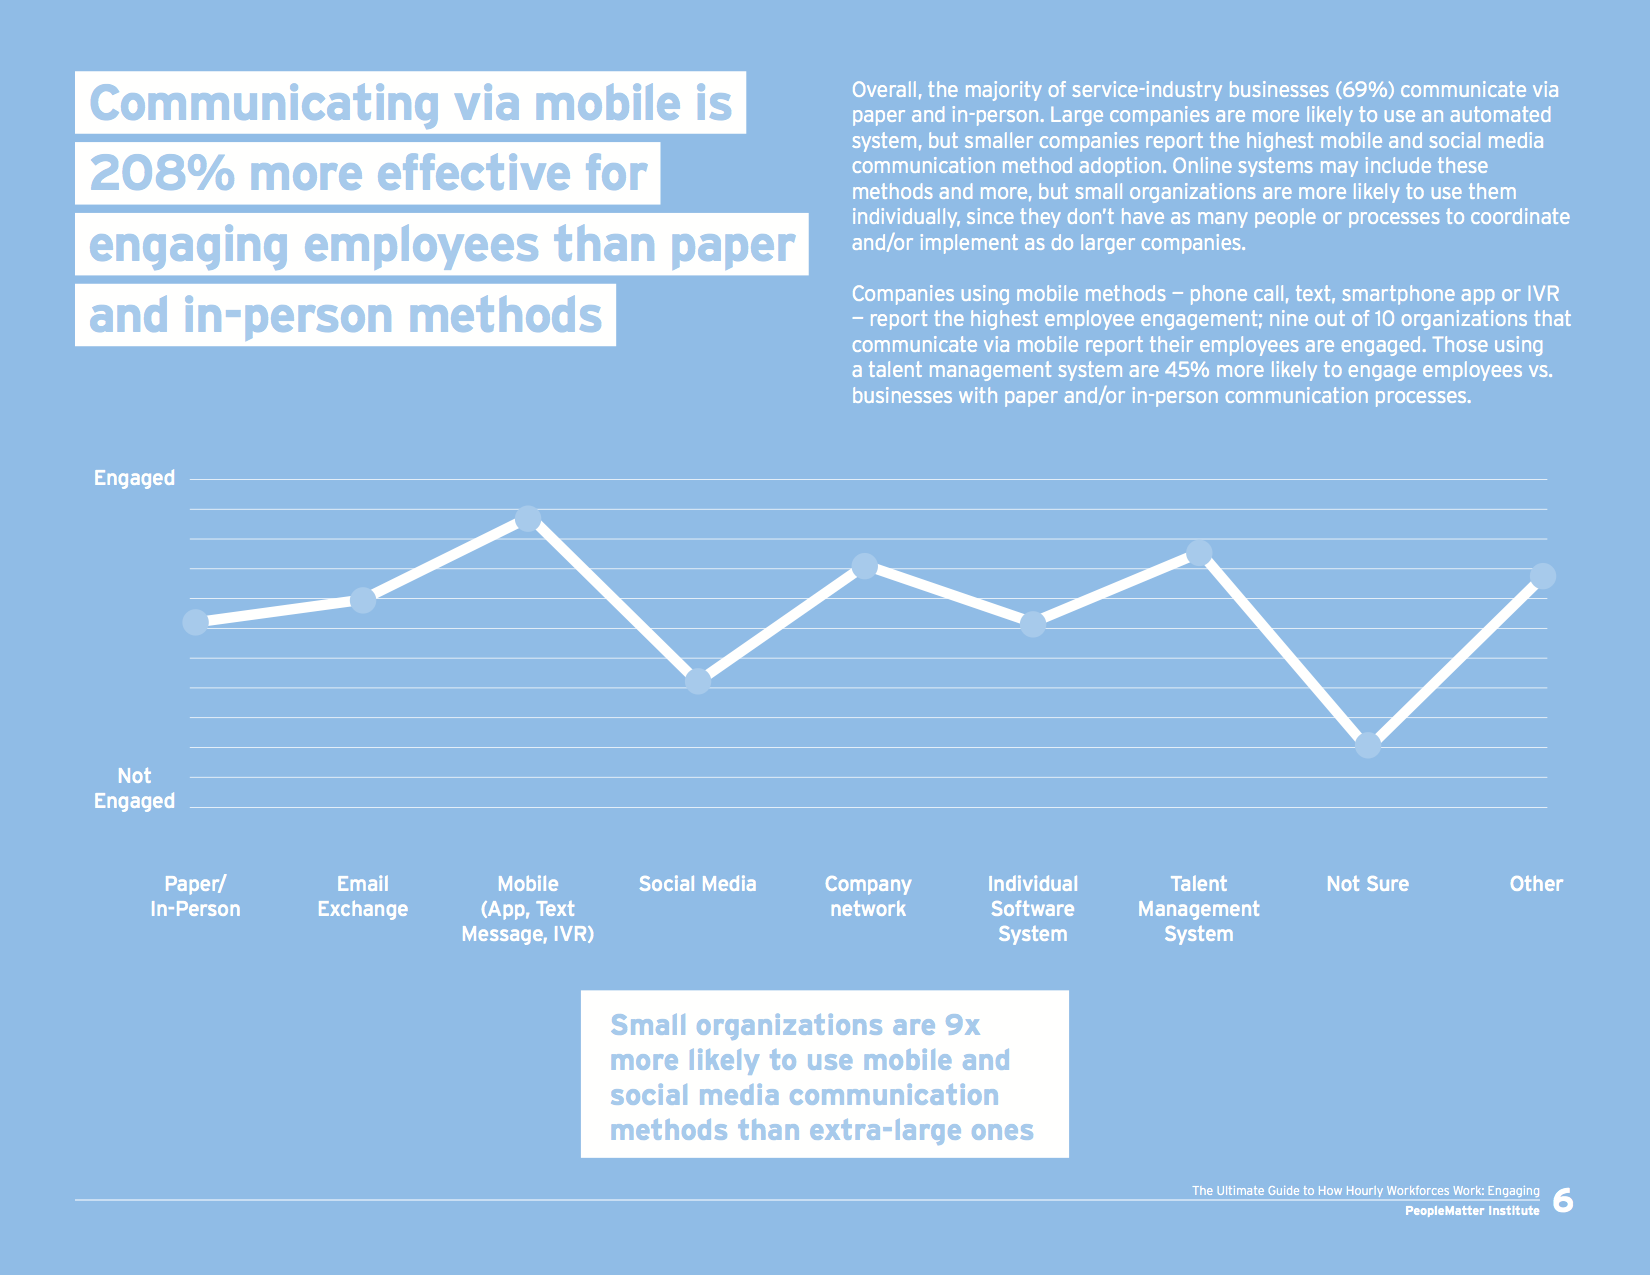 Communicating via mobile is
208% more effective for
engaging employees than paper
and in-person methods
Overall, the majority of service-industry businesses (69%) communicate via
paper and in-person. Large companies are more likely to use an automated
system, but smaller companies report the highest mobile and social media
communication method adoption. Online systems may include these
methods and more, but small organizations are more likely to use them
individually, since they don’t have as many people or processes to coordinate
and/or implement as do larger companies.
Companies using mobile methods – phone call, text, smartphone app or IVR
– report the highest employee engagement; nine out of 10 organizations that
communicate via mobile report their employees are engaged. Those using
a talent management system are 45% more likely to engage employees vs.
businesses with paper and/or in-person communication processes.
Engaged
Not
Engaged
Paper/
In-Person
Email
Exchange
Mobile
(App, Text
Message, IVR)
Social Media
Company
network
Individual
Software
System
Talent
Management
System
Not Sure
Other
Small organizations are 9x
more likely to use mobile and
social media communication
methods than extra-large ones
The Ultimate Guide to How Hourly Workforces Work: Engaging
PeopleMatter Institute
6